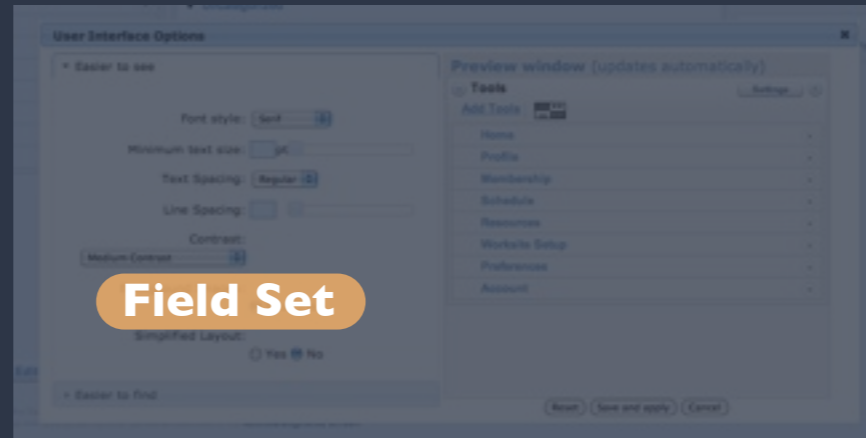 User Interface Options
Easier to see
Font style: Serif
Minimum text size: pt
Text Spacing: Regular
Line Spacing:
Contrast:
Medium Contrast
Field Set
Simplified Layout:
Yes No
Easier to find
Preview window (updates automatically)
Tools
Settings
Add Tools
Home
Profile
Membership
Schedule
Resources
Worksite Setup
Preferences
Account
Reset Save and apply Cancel
Edit